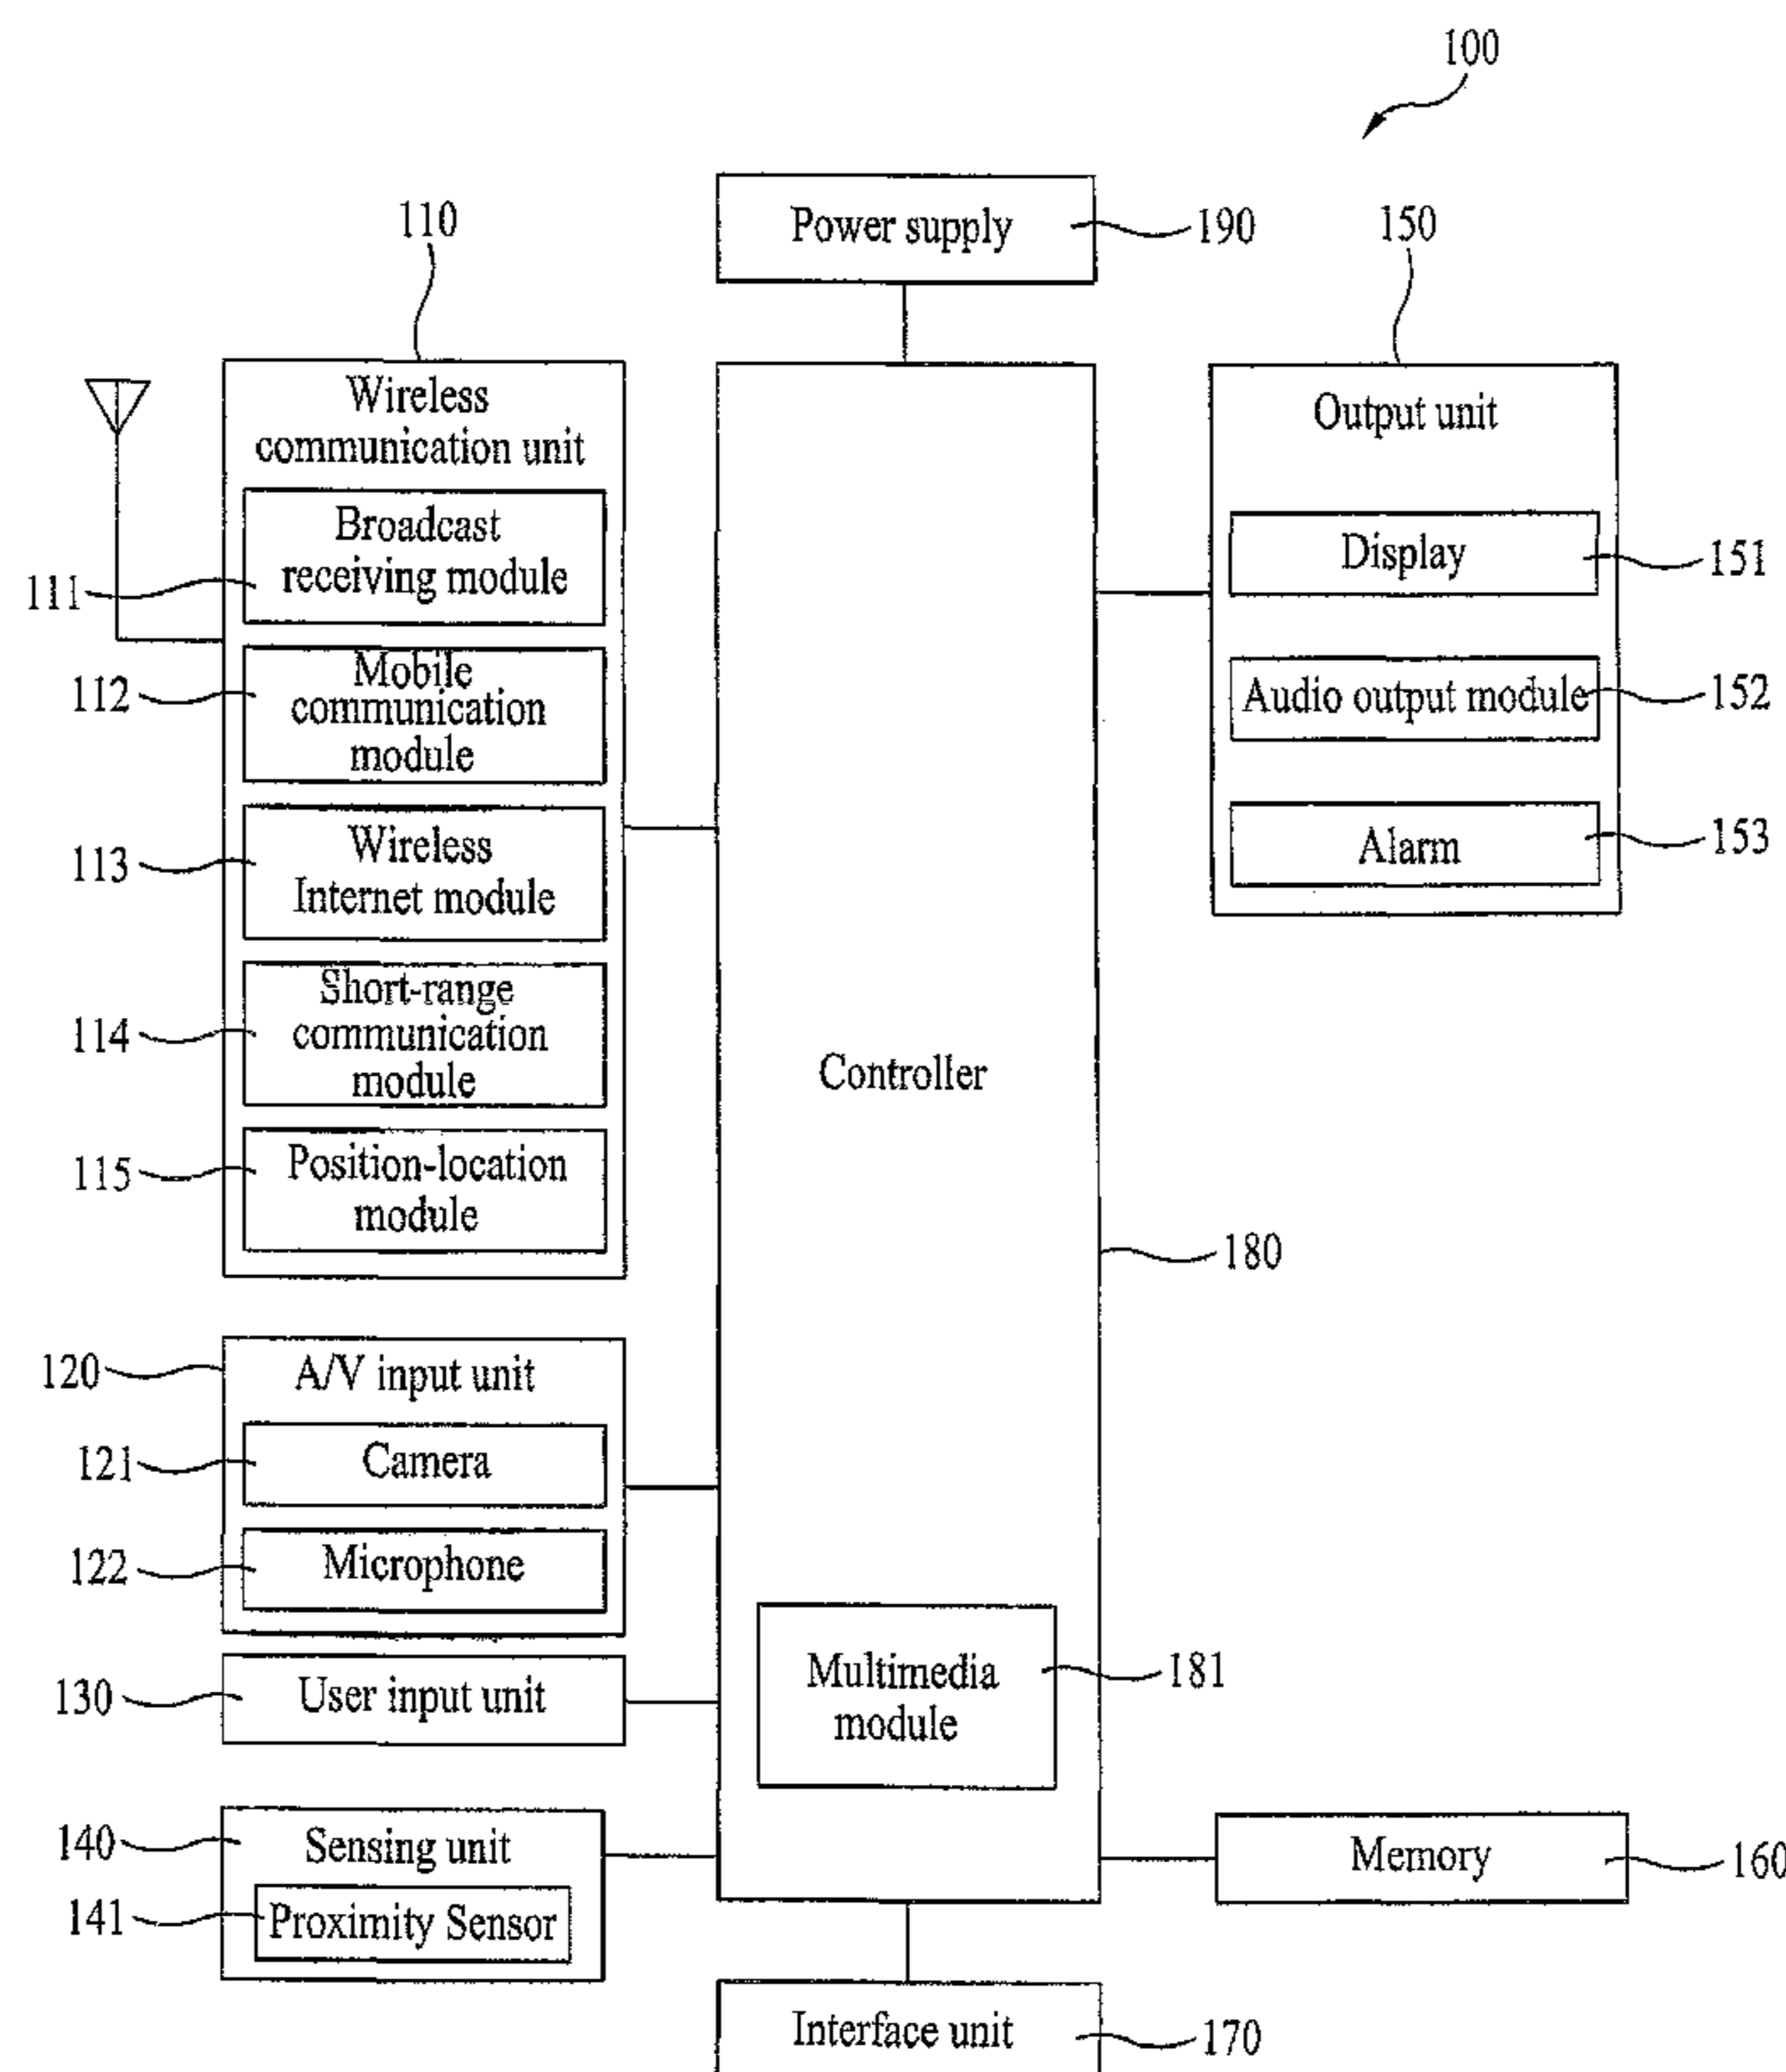 100
Power supply
190
110
150
Wireless
communication unit
Broadcast
receiving module
111
Mobile
communication
module
112
Wireless
Internet module
113
Short-range
communication
module
114
Position-location
module
115
Output unit
Display
151
Audio output module
152
Alarm
153
Controller
180
120
A/V input unit
121
Camera
122
Microphone
130
User input unit
Multimedia
module
181
140
Sensing unit
141
Proximity Sensor
Memory
160
Interface unit
170